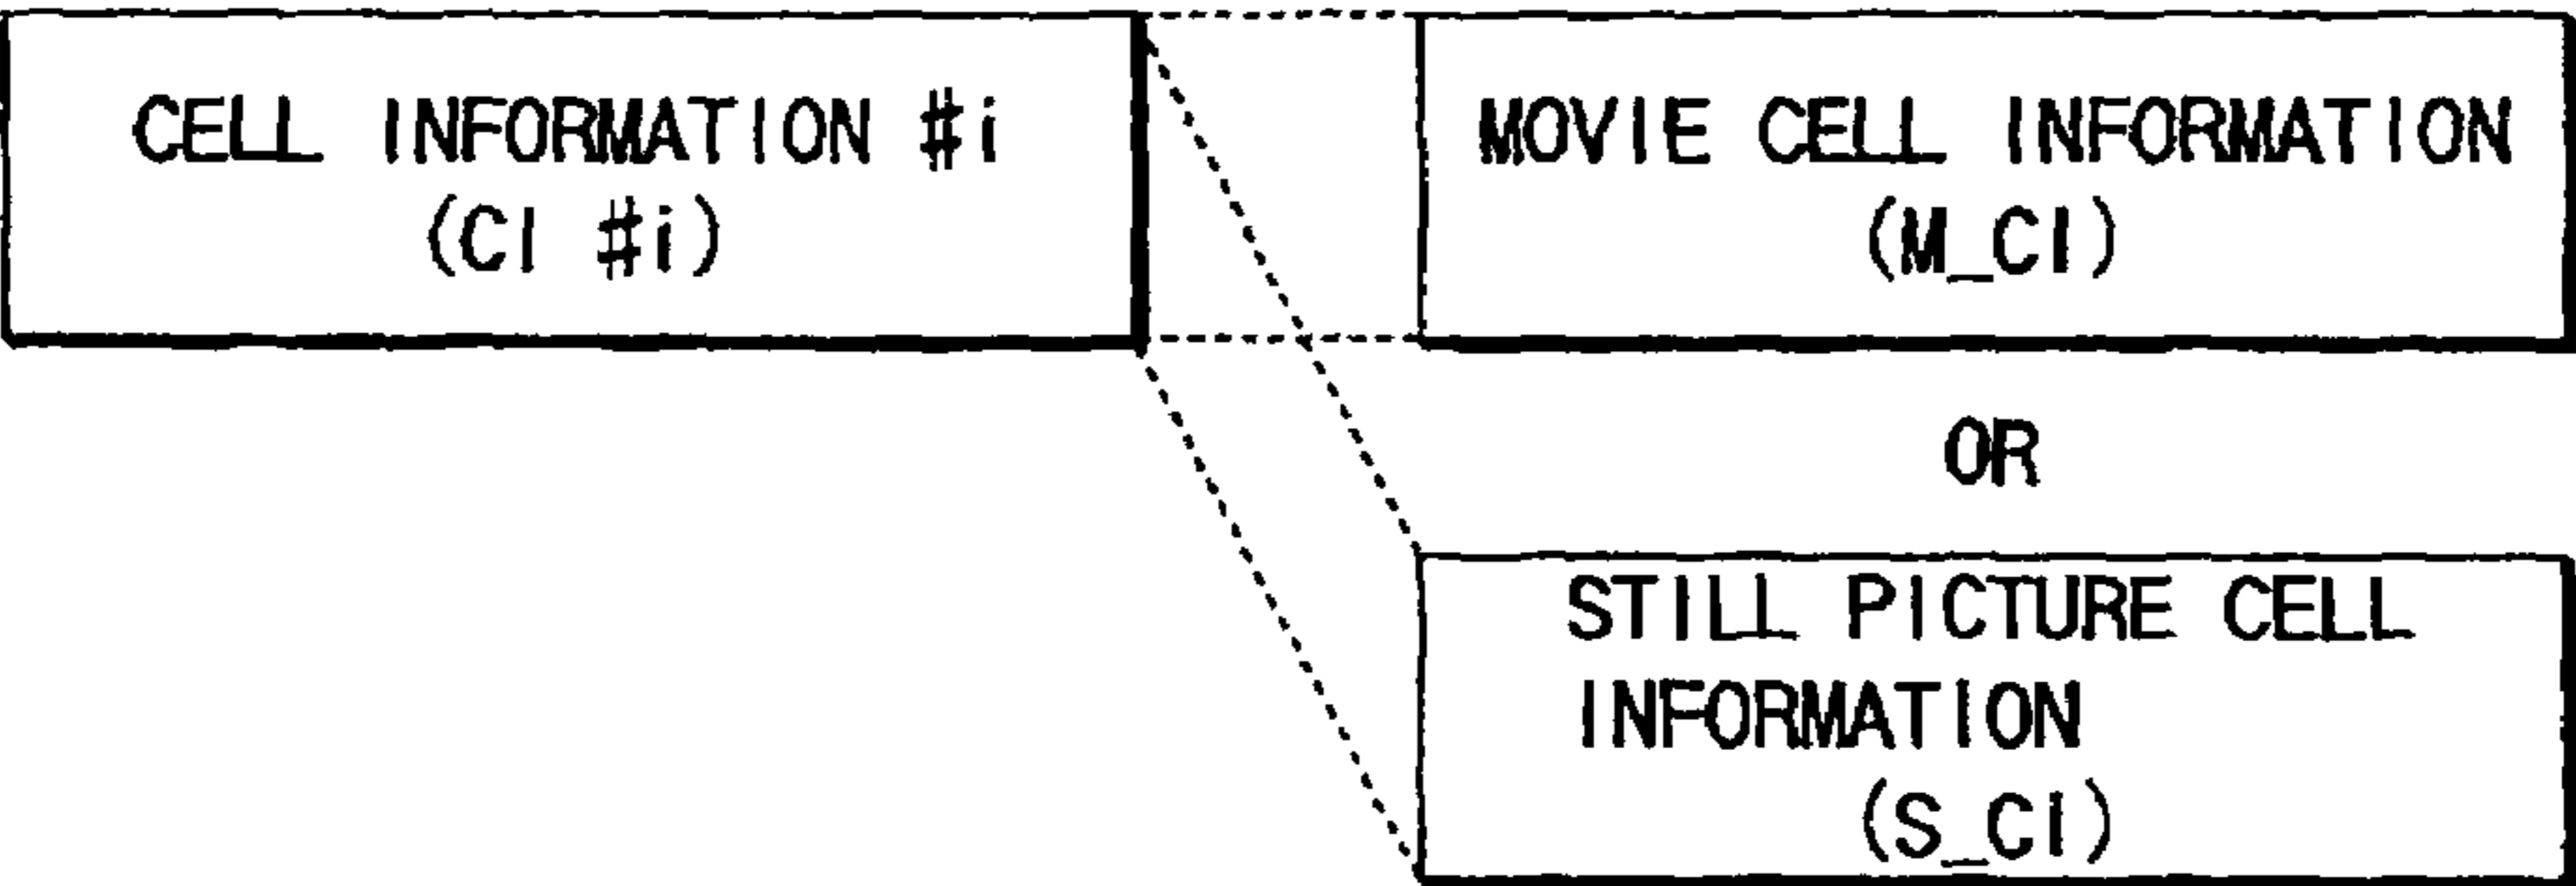 CELL INFORMATION #i
(CI #i)
MOVIE CELL INFORMATION
(M_CI)
OR
STILL PICTURE CELL
INFORMATION
(S_CI)